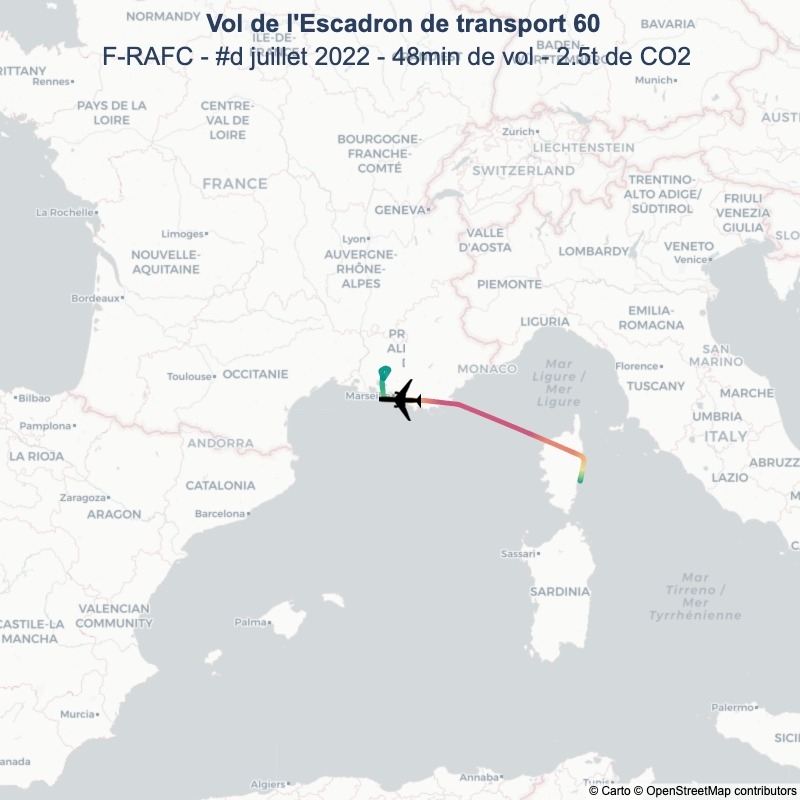 Vol de l'Escadron de transport 60
F-RAFC - #d juillet 2022 - 48min de vol - 2.5t de CO2
NORMANDY
BAVARIA
ÎLE-DE-
Munich
RITTANY
Rennes
PAYS DE LA
LOIRE
CENTRE-
VAL DE
LOIRE
BOURGOGNE-
FRANCHE-
COMTÉ
Zurich
LIECHTENSTEIN
AUST
SWITZERLAND
FRANCE
TRENTINO-
ALTO ADIGE/
SÜDTIROL
La Rochelle
GENEVA
FRIULI
VENEZIA
GIULIA
Limoges
Lyon
VALLE
D'AOSTA
LOMBARDY
VENETO
Venice
SLO
NOUVELLE-
AQUITAINE
AUVERGNE-
RHÔNE-
ALPES
PIEMONTE
Bordeaux
EMILIA-
ROMAGNA
LIGURIA
PR
AL
SAN
MARINO
Toulouse
OCCITANIE
MONACO
Mar
Ligure /
Mer
Ligurie
Florence
TUSCANY
MARCHE
Bilbao
Marsei
UMBRIA
Pamplona
ANDORRA
ITALY
LA RIOJA
ABRUZZ
CATALONIA
LAZIO
Zaragoza
ARAGON
Barcelona
M
C
Sassari
SARDINIA
Mar
Tirreno /
Mer
Tyrrhénienne
CASTILE-LA
MANCHA
VALENCIAN
COMMUNITY
Palma
Murcia
Palermo
SICI
anada
Algiers
Annaba
Tunis
© Carto © OpenStreetMap contributors